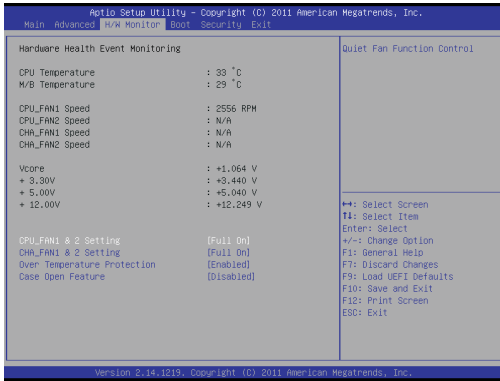 Aptio Setup Utility – Copyright (C) 2011 American Megatrends, Inc.
Main Advanced H/W Monitor Boot Security Exit
Hardware Health Event Monitoring
CPU Temperature : 33 °C
M/B Temperature : 29 °C
CPU_FAN1 Speed : 2556 RPM
CPU_FAN2 Speed : N/A
CHA_FAN1 Speed : N/A
CHA_FAN2 Speed : N/A
Vcore : +1.064 V
+ 3.30V : +3.440 V
+ 5.00V : +5.040 V
+ 12.00V : +12.249 V
CPU_FAN1 & 2 Setting [Full On]
CHA_FAN1 & 2 Setting [Full On]
Over Temperature Protection [Enabled]
Case Open Feature [Disabled]
Quiet Fan Function Control
↔: Select Screen
↑↓: Select Item
Enter: Select
+/-: Change Option
F1: General Help
F7: Discard Changes
F9: Load UEFI Defaults
F10: Save and Exit
F12: Print Screen
ESC: Exit
Version 2.14.1219. Copyright (C) 2011 American Megatrends, Inc.